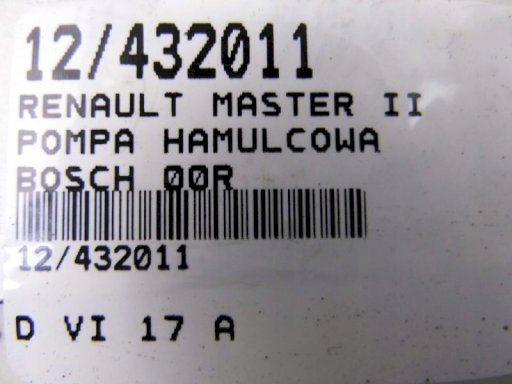 12/432011
RENAULT MASTER II
POMPA HAMULCOWA
BOSCH 00R
12/432011
D VI 17 A